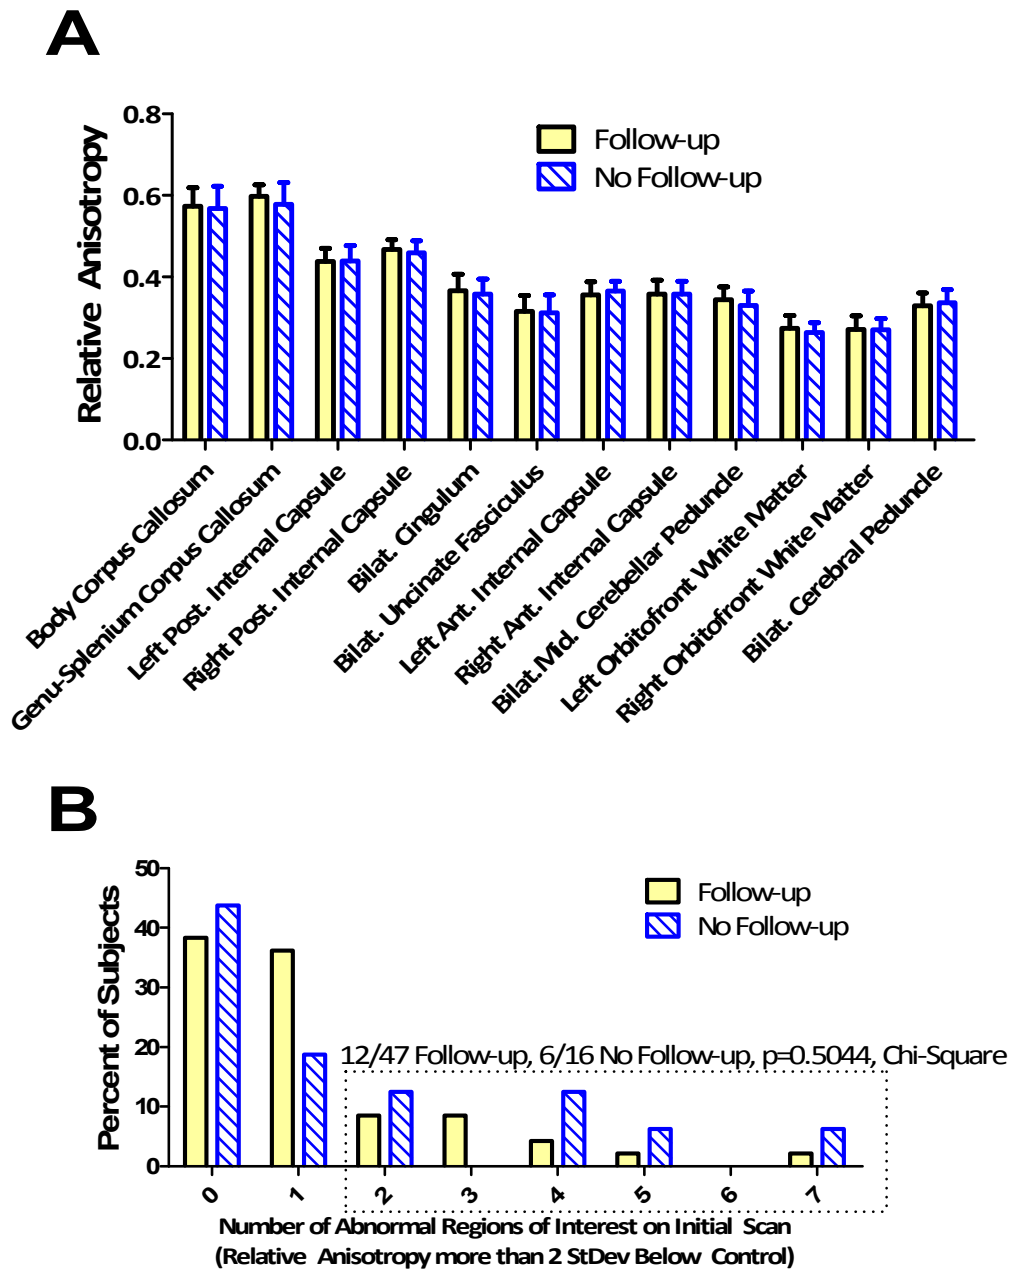 A
0.8
0.6
0.4
0.2
0.0
Relative Anisotropy
Follow-up
No Follow-up
Body Corpus Callosum
Genu-Splenium Corpus Callosum
Left Post. Internal Capsule
Right Post. Internal Capsule
Bilat. Cingulum
Bilat. Uncinate Fasciculus
Left Ant. Internal Capsule
Right Ant. Internal Capsule
Bilat.Mid. Cerebellar Peduncle
Left Orbitofront White Matter
Right Orbitofront White Matter
Bilat. Cerebral Peduncle
B
50
40
30
20
10
0
Percent of Subjects
Follow-up
No Follow-up
12/47 Follow-up, 6/16 No Follow-up, p=0.5044, Chi-Square
0 1 2 3 4 5 6 7
Number of Abnormal Regions of Interest on Initial Scan
(Relative Anisotropy more than 2 StDev Below Control)